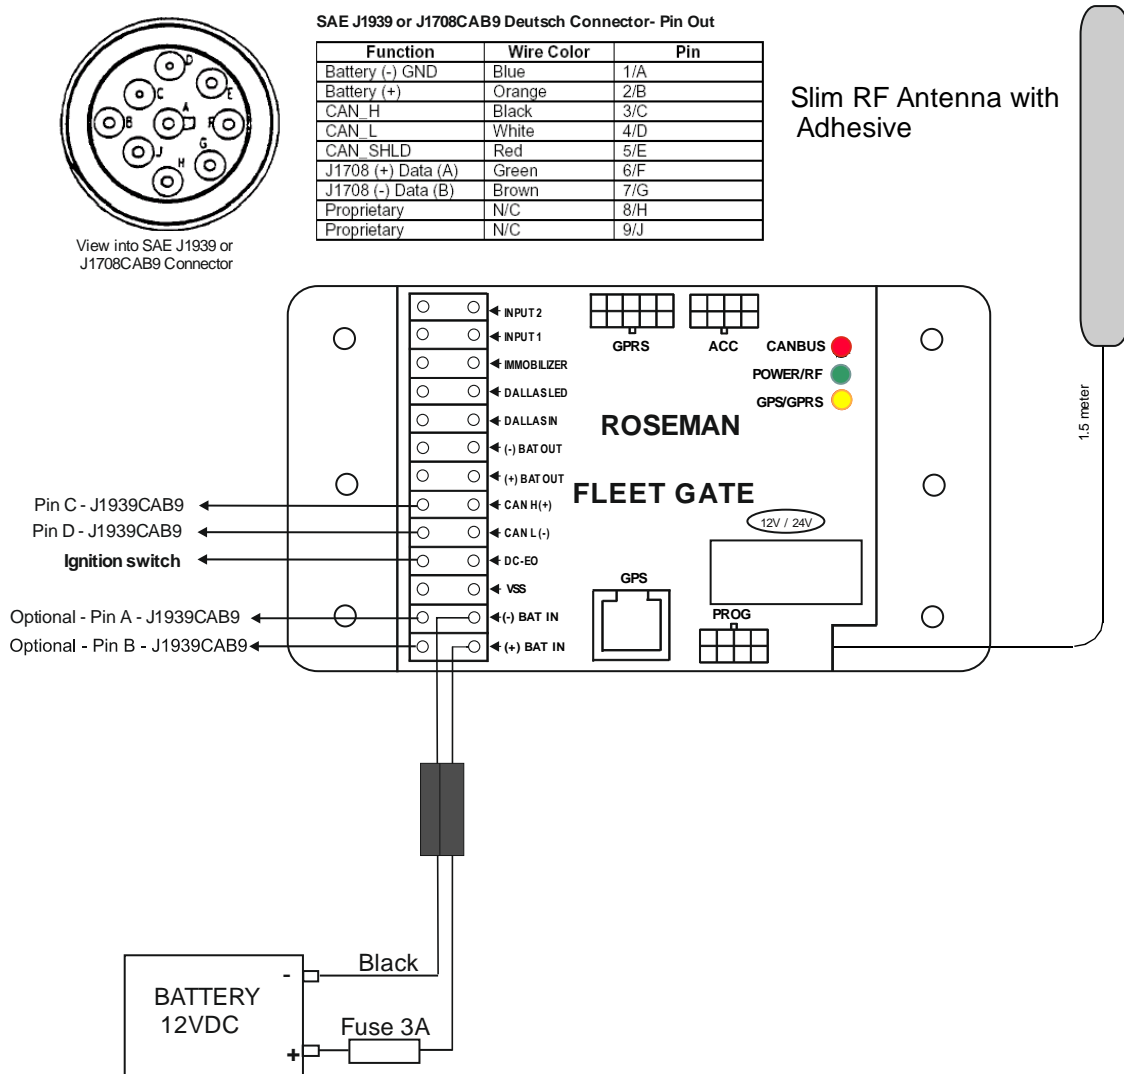 SAE J1939 or J1708CAB9 Deutsch Connector- Pin Out
Function Wire Color Pin
Battery (-) GND Blue 1/A
Battery (+) Orange 2/B
CAN_H Black 3/C
CAN_L White 4/D
CAN_SHLD Red 5/E
J1708 (+) Data (A) Green 6/F
J1708 (-) Data (B) Brown 7/G
Proprietary N/C 8/H
Proprietary N/C 9/J
D
E
C
A
B
F
G
J
H
View into SAE J1939 or
J1708CAB9 Connector
Slim RF Antenna with
Adhesive
1.5 meter
INPUT 2
INPUT 1
IMMOBILIZER
DALLAS LED
DALLAS IN
(-) BAT OUT
(+) BAT OUT
CAN H (+)
CAN L (-)
DC-EO
VSS
(-) BAT IN
(+) BAT IN
GPRS
ACC
CANBUS
POWER/RF
GPS/GPRS
ROSEMAN
FLEET GATE
12V / 24V
GPS
PROG
Pin C - J1939CAB9
Pin D - J1939CAB9
Ignition switch
Optional - Pin A - J1939CAB9
Optional - Pin B - J1939CAB9
Black
-
BATTERY
12VDC
Fuse 3A
+